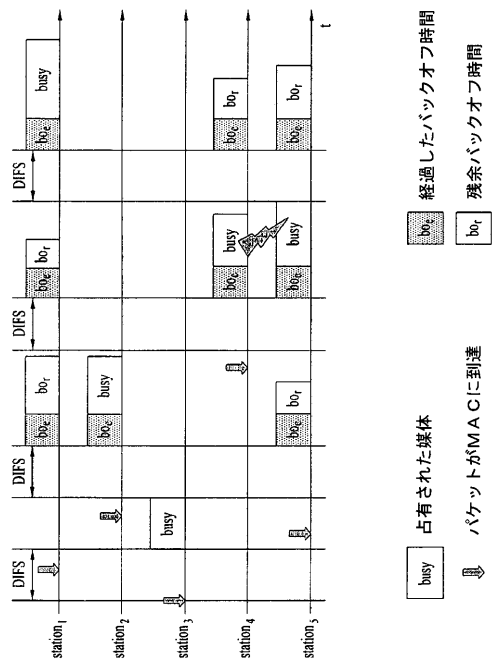 DIFS DIFS DIFS DIFS
station1 boe bor boe bor boe busy
station2 boe busy
station3 busy
station4 boe busy boe bor
station5 boe bor boe busy boe bor
t
busy 占有された媒体 boe 経過したバックオフ時間
パケットがMACに到達 bor 残余バックオフ時間